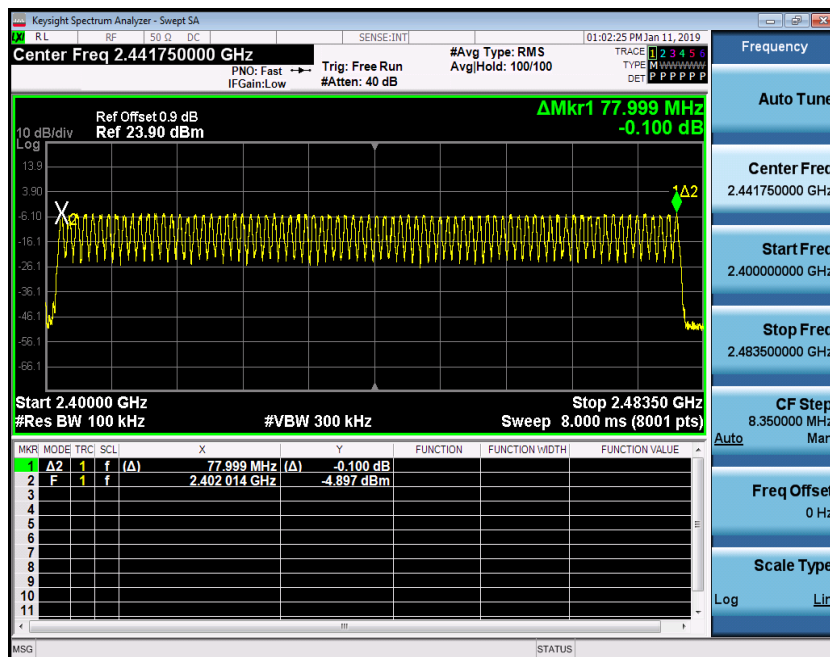 Keysight Spectrum Analyzer - Swept SA
LXI RL RF 50 Ω DC SENSE:INT 01:02:25 PM Jan 11, 2019
Center Freq 2.441750000 GHz
PNO: Fast
IFGain:Low
Trig: Free Run
#Atten: 40 dB
#Avg Type: RMS
Avg|Hold: 100/100
TRACE 1 2 3 4 5 6
TYPE M W W W W W
DET P P P P P P
ΔMkr1 77.999 MHz
-0.100 dB
Ref Offset 0.9 dB
10 dB/div Ref 23.90 dBm
Log
13.9
3.90
-6.10
-16.1
-26.1
-36.1
-46.1
-56.1
-66.1
X2
1Δ2
Start 2.40000 GHz Stop 2.48350 GHz
#Res BW 100 kHz #VBW 300 kHz Sweep 8.000 ms (8001 pts)
MKR MODE TRC SCL X Y FUNCTION FUNCTION WIDTH FUNCTION VALUE
1 Δ2 1 f (Δ) 77.999 MHz (Δ) -0.100 dB
2 F 1 f 2.402 014 GHz -4.897 dBm
3
4
5
6
7
8
9
10
11
MSG STATUS
Frequency
Auto Tune
Center Freq
2.441750000 GHz
Start Freq
2.400000000 GHz
Stop Freq
2.483500000 GHz
CF Step
8.350000 MHz
Auto Man
Freq Offset
0 Hz
Scale Type
Log Lin